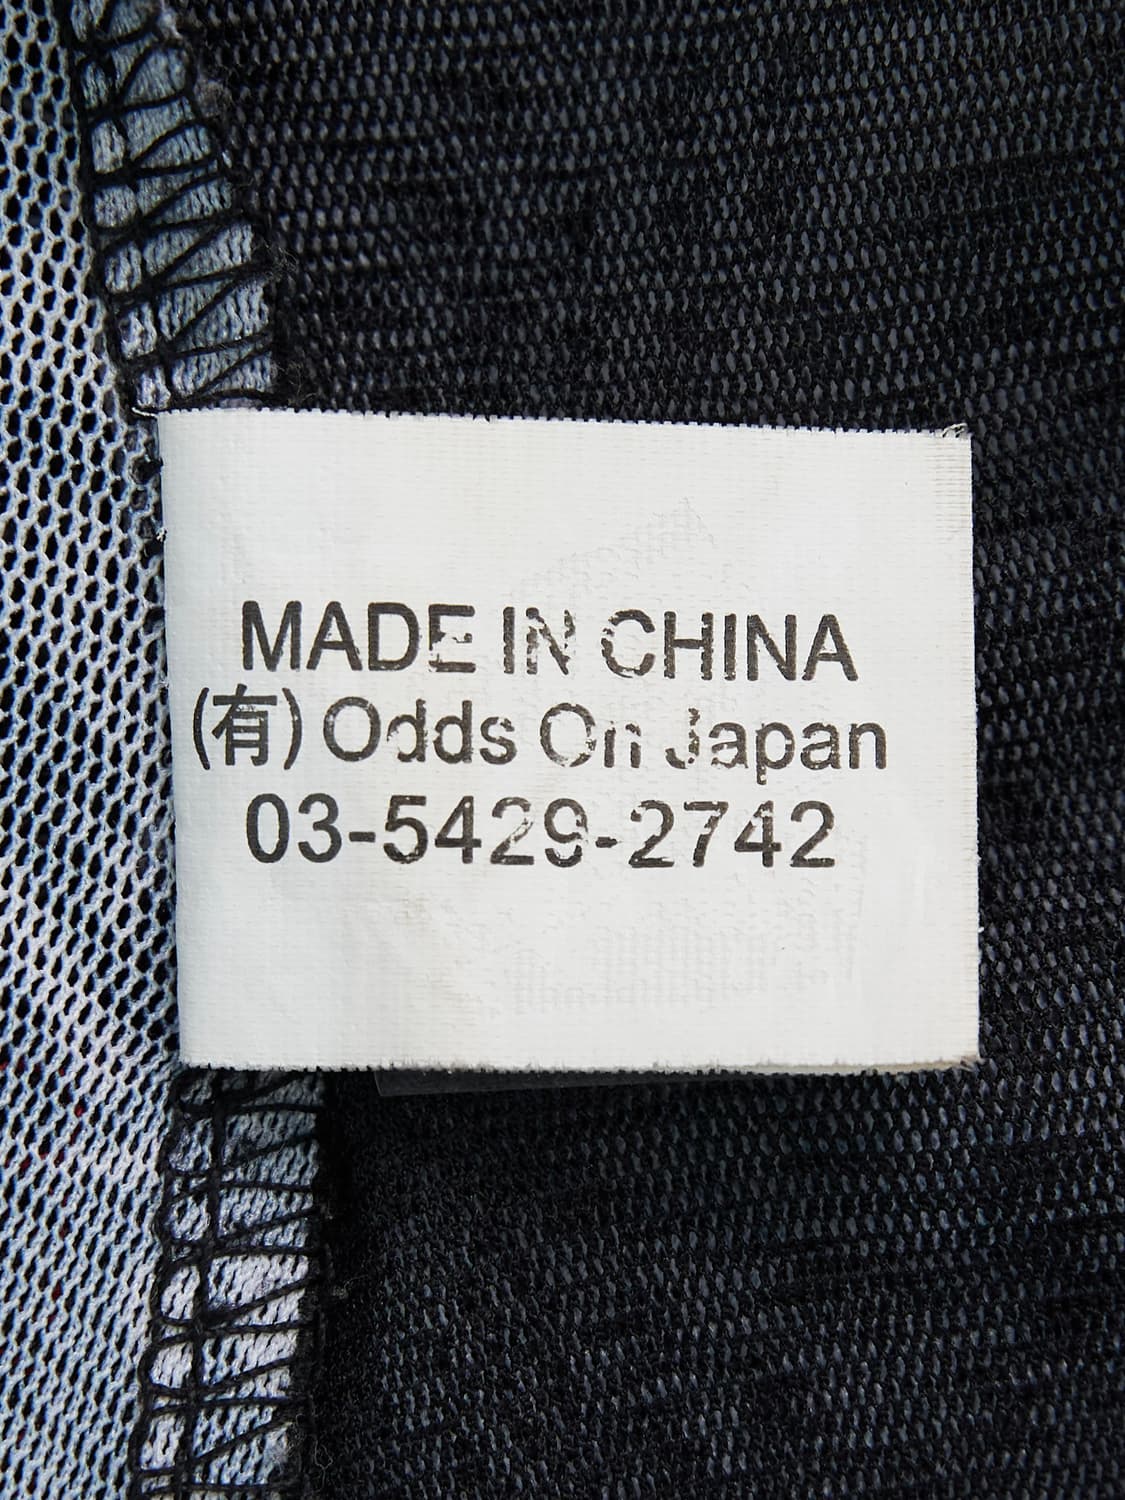 MADE IN CHINA
(有) Odds On Japan
03-5429-2742